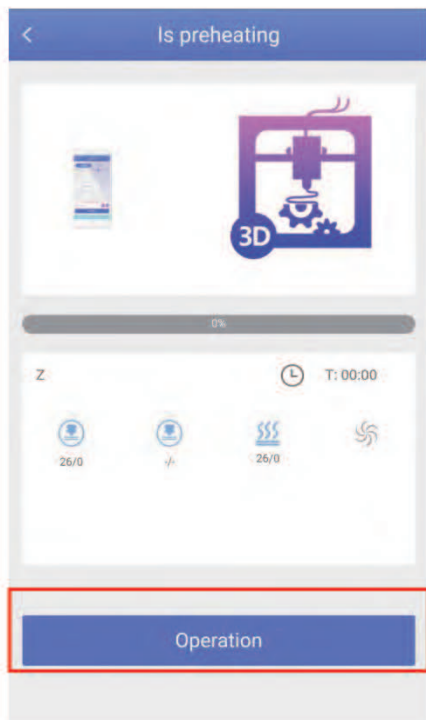 Is preheating
3D
0%
Z
T: 00:00
26/0
-/-
26/0
Operation